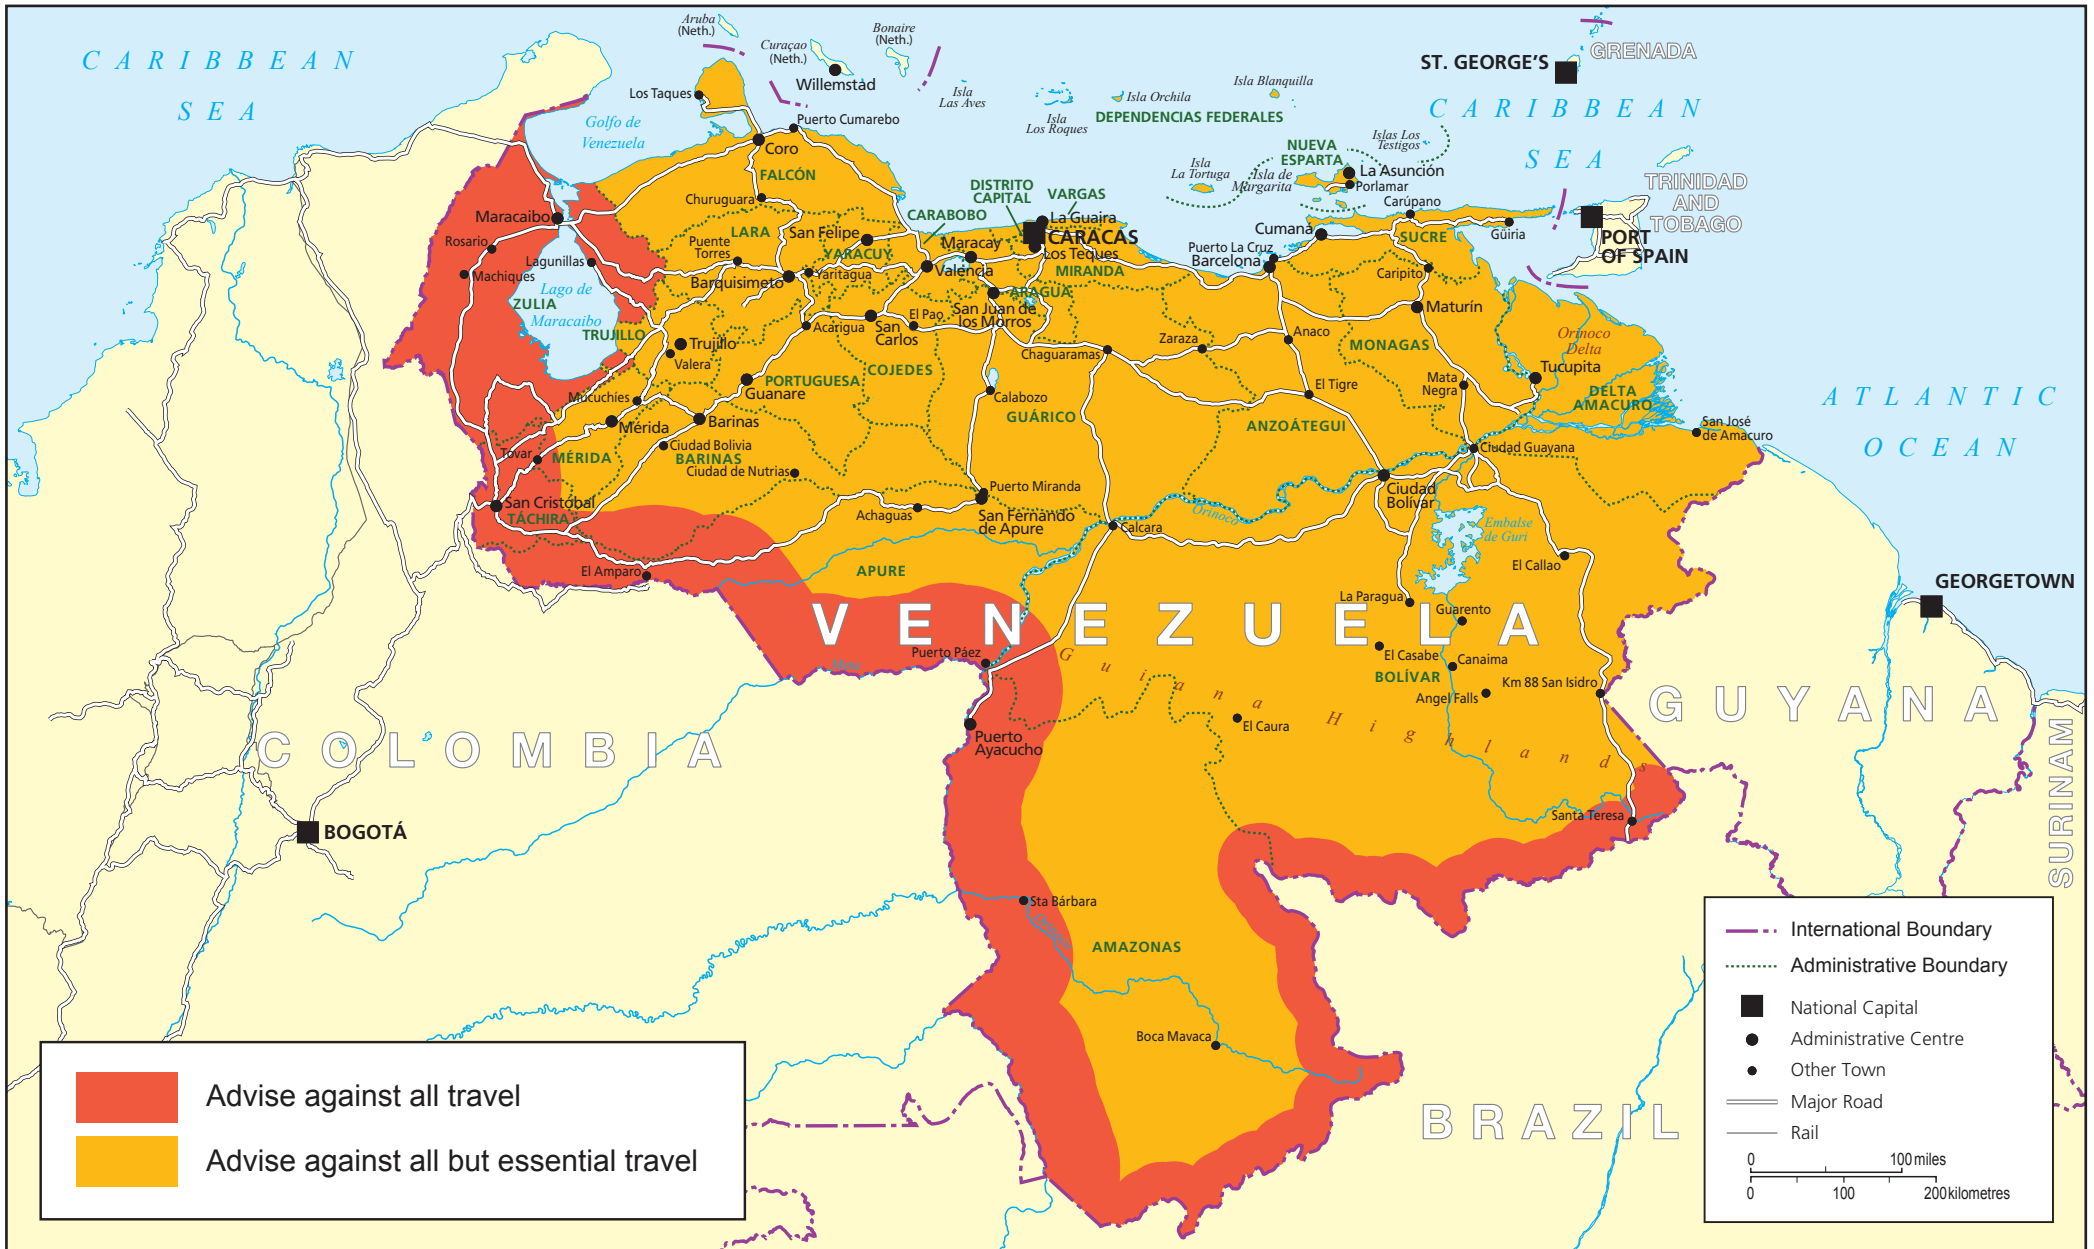 CARIBBEAN
SEA
Aruba
(Neth.)
Curaçao
(Neth.)
Willemstad
Bonaire
(Neth.)
Isla
Las Aves
Isla
Los Roques
Isla Orchila
DEPENDENCIAS FEDERALES
Isla Blanquilla
ST. GEORGE'S
GRENADA
CARIBBEAN
SEA
Islas Los
Testigos
NUEVA
ESPARTA
Isla
La Tortuga
Isla de
Margarita
La Asunción
Porlamar
TRINIDAD
AND
TOBAGO
PORT
OF SPAIN
Los Taques
Puerto Cumarebo
Golfo de
Venezuela
Coro
FALCÓN
Churuguara
DISTRITO
CAPITAL
VARGAS
La Guaira
CARACAS
Los Teques
MIRANDA
CARABOBO
Maracay
Valencia
ARAGUA
San Juan de
los Morros
Maracaibo
Rosario
Machiques
Lagunillas
ZULIA
Lago de
Maracaibo
LARA
Puente
Torres
Barquisimeto
San Felipe
YARACUY
Yaritagua
Acarigua
San
Carlos
El Pao
COJEDES
TRUJILLO
Trujillo
Valera
PORTUGUESA
Guanare
Mucuchíes
Mérida
MÉRIDA
Tovar
Barinas
Ciudad Bolivia
BARINAS
Ciudad de Nutrias
San Cristóbal
TÁCHIRA
El Amparo
Achaguas
Puerto Miranda
San Fernando
de Apure
APURE
Calabozo
GUÁRICO
Chaguaramas
Zaraza
Carúpano
Cumaná
SUCRE
Güiria
Puerto La Cruz
Barcelona
Caripito
Maturín
Anaco
MONAGAS
El Tigre
ANZOÁTEGUI
Mata
Negra
Orinoco
Delta
Tucupita
DELTA
AMACURO
San José
de Amacuro
ATLANTIC
OCEAN
Ciudad Guayana
Ciudad
Bolívar
Orinoco
Calcara
Embalse
de Guri
El Callao
La Paragua
Guarento
VENEZUELA
El Casabe
Canaima
BOLÍVAR
Angel Falls
Km 88 San Isidro
Guiana Highlands
El Caura
Santa Teresa
Puerto Páez
Meta
Puerto
Ayacucho
Sta Bárbara
AMAZONAS
Boca Mavaca
COLOMBIA
BOGOTÁ
GEORGETOWN
GUYANA
SURINAM
BRAZIL
Advise against all travel
Advise against all but essential travel
International Boundary
Administrative Boundary
National Capital
Administrative Centre
Other Town
Major Road
Rail
0 100 miles
0 100 200 kilometres